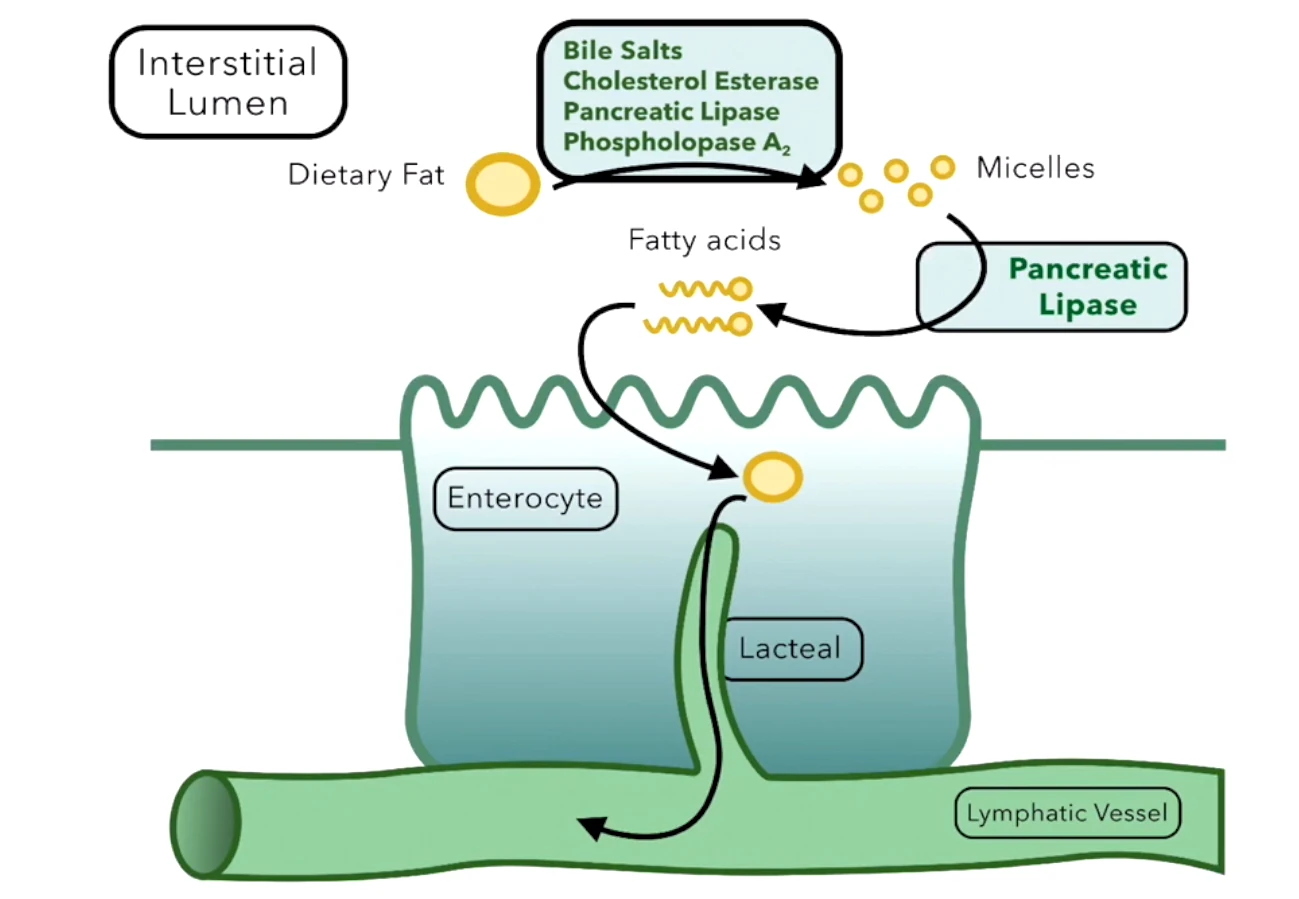 Interstitial
Lumen
Bile Salts
Cholesterol Esterase
Pancreatic Lipase
Phospholopase A₂
Dietary Fat
Micelles
Fatty acids
Pancreatic
Lipase
Enterocyte
Lacteal
Lymphatic Vessel